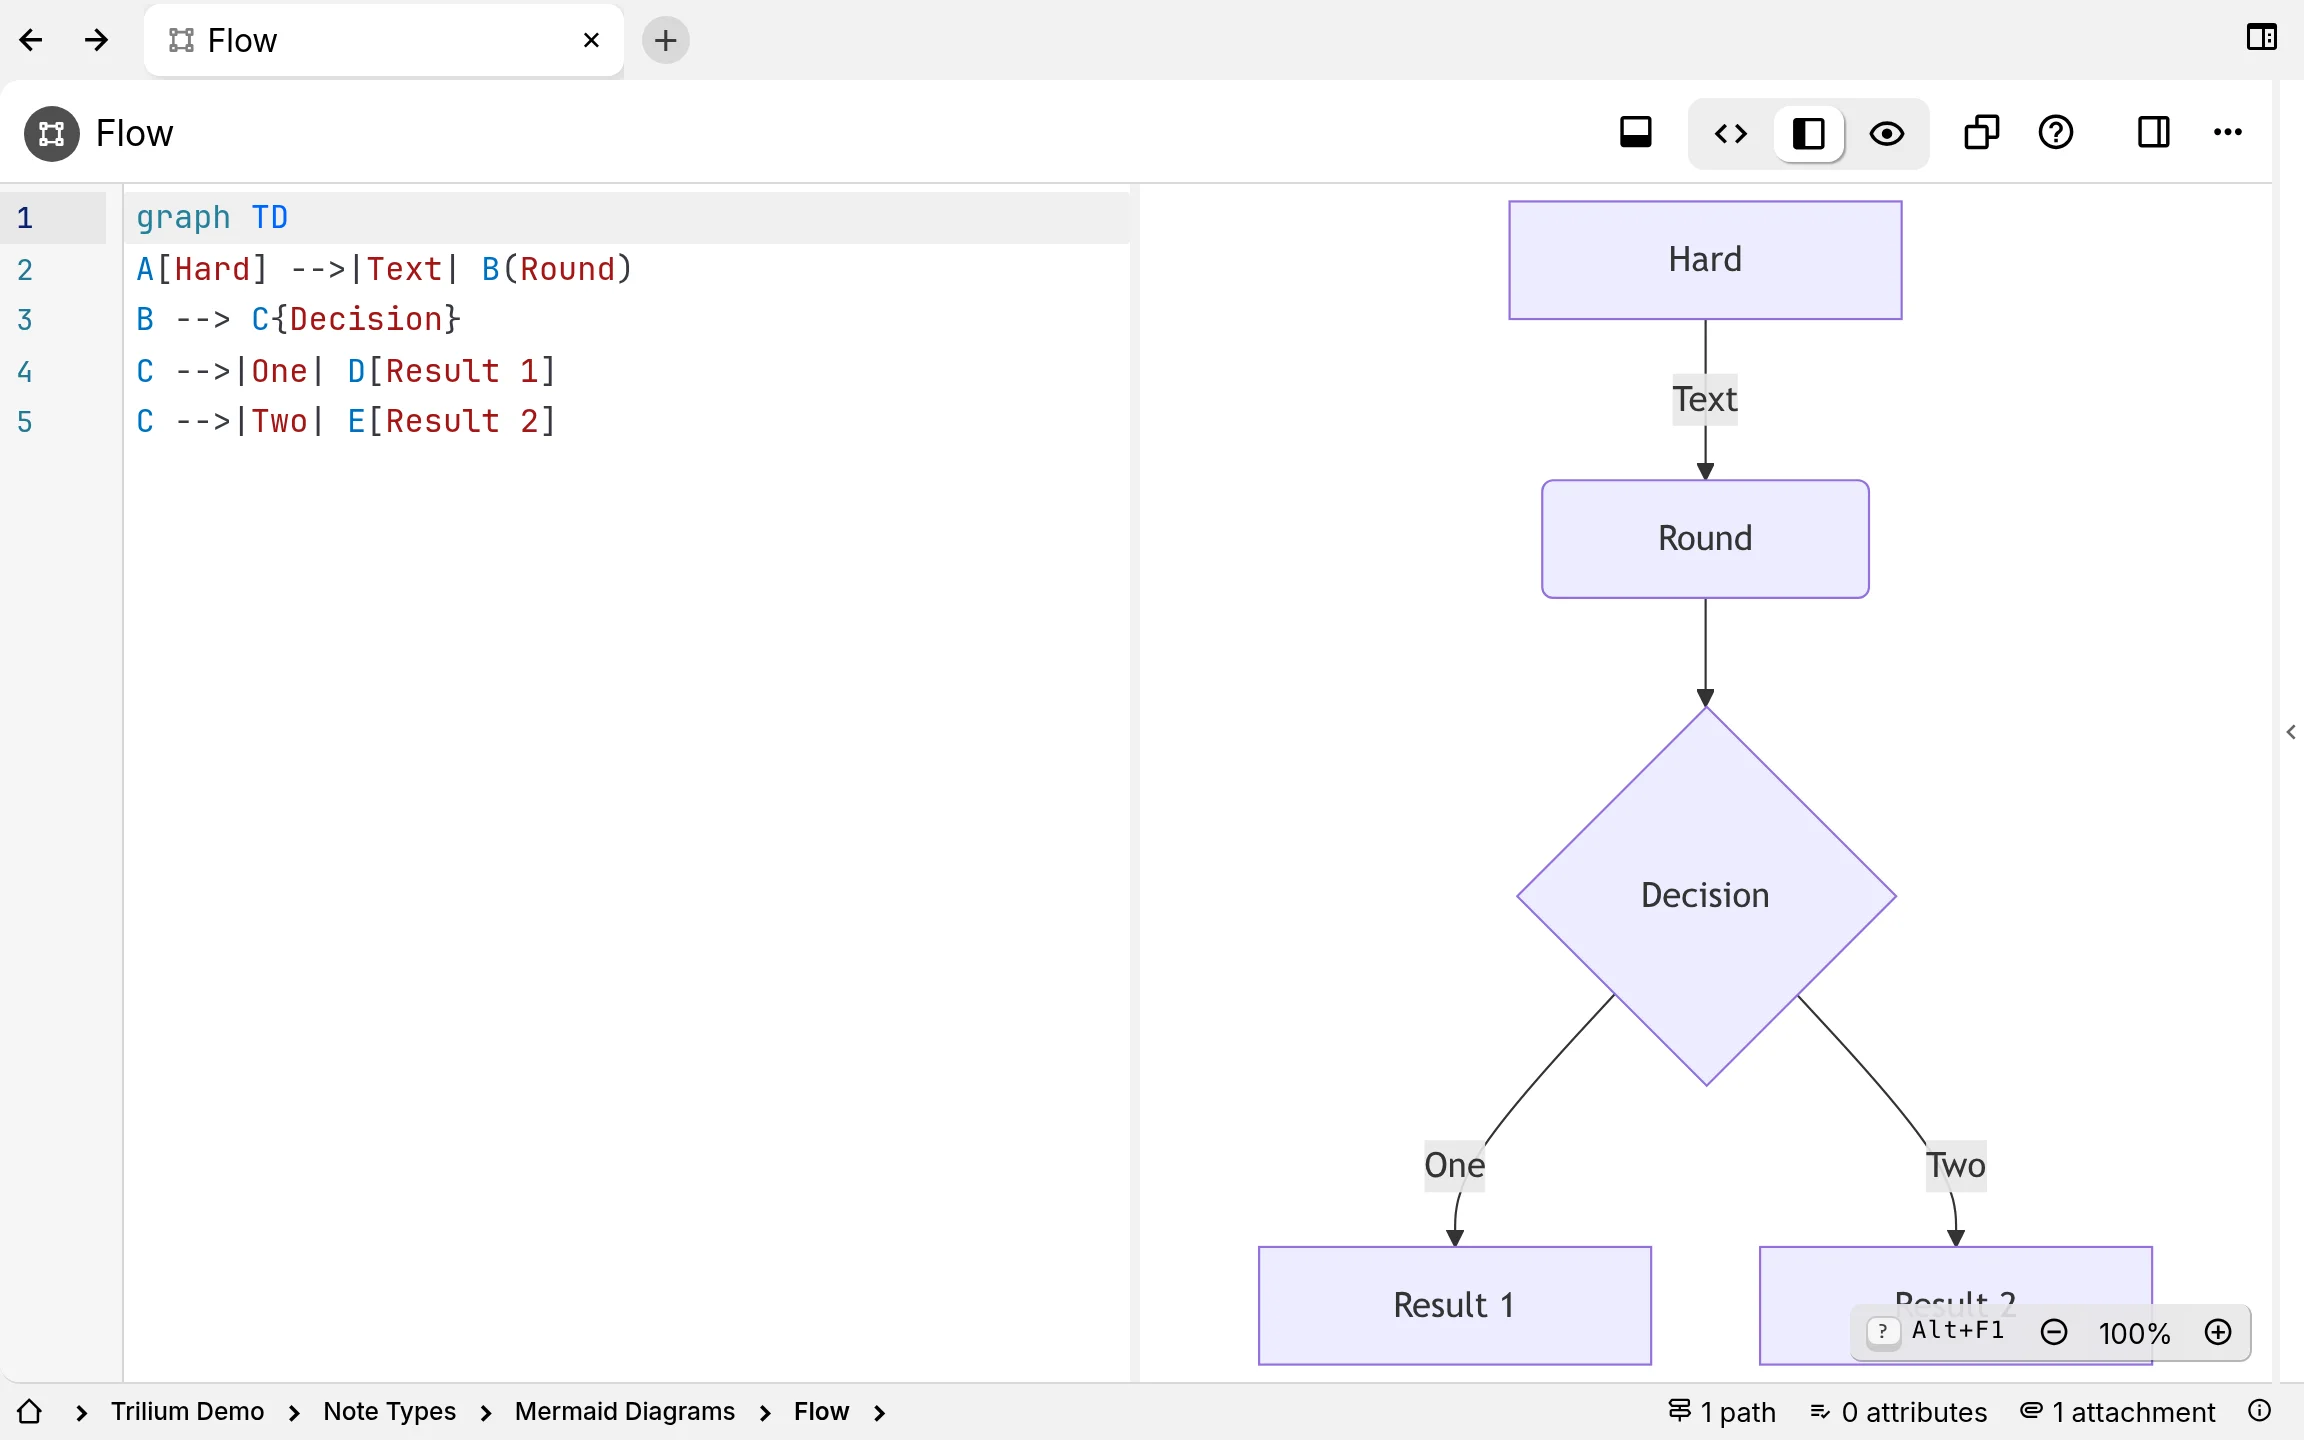 Flow
Flow
1 graph TD
2 A[Hard] -->|Text| B(Round)
3 B --> C{Decision}
4 C -->|One| D[Result 1]
5 C -->|Two| E[Result 2]
Hard
Text
Round
Decision
One Two
Result 1 Result 2
? Alt+F1 100%
Trilium Demo Note Types Mermaid Diagrams Flow 1 path 0 attributes 1 attachment